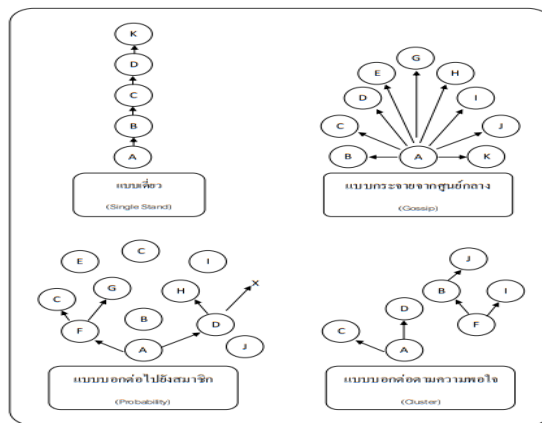 K
D
C
B
A
แบบเดี่ยว
(Single Stand)
G
E
H
D
I
C
J
B
A
K
แบบกระจายจากศูนย์กลาง
(Gossip)
E
C
I
C
G
H
X
F
B
D
A
J
แบบบอกต่อไปยังสมาชิก
(Probability)
J
B
I
D
C
F
A
แบบบอกต่อตามความพอใจ
(Cluster)